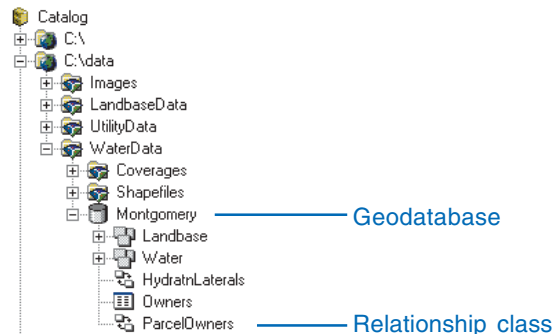 Catalog
C:\
C:\data
Images
LandbaseData
UtilityData
WaterData
Coverages
Shapefiles
Montgomery Geodatabase
Landbase
Water
HydratnLaterals
Owners
ParcelOwners Relationship class